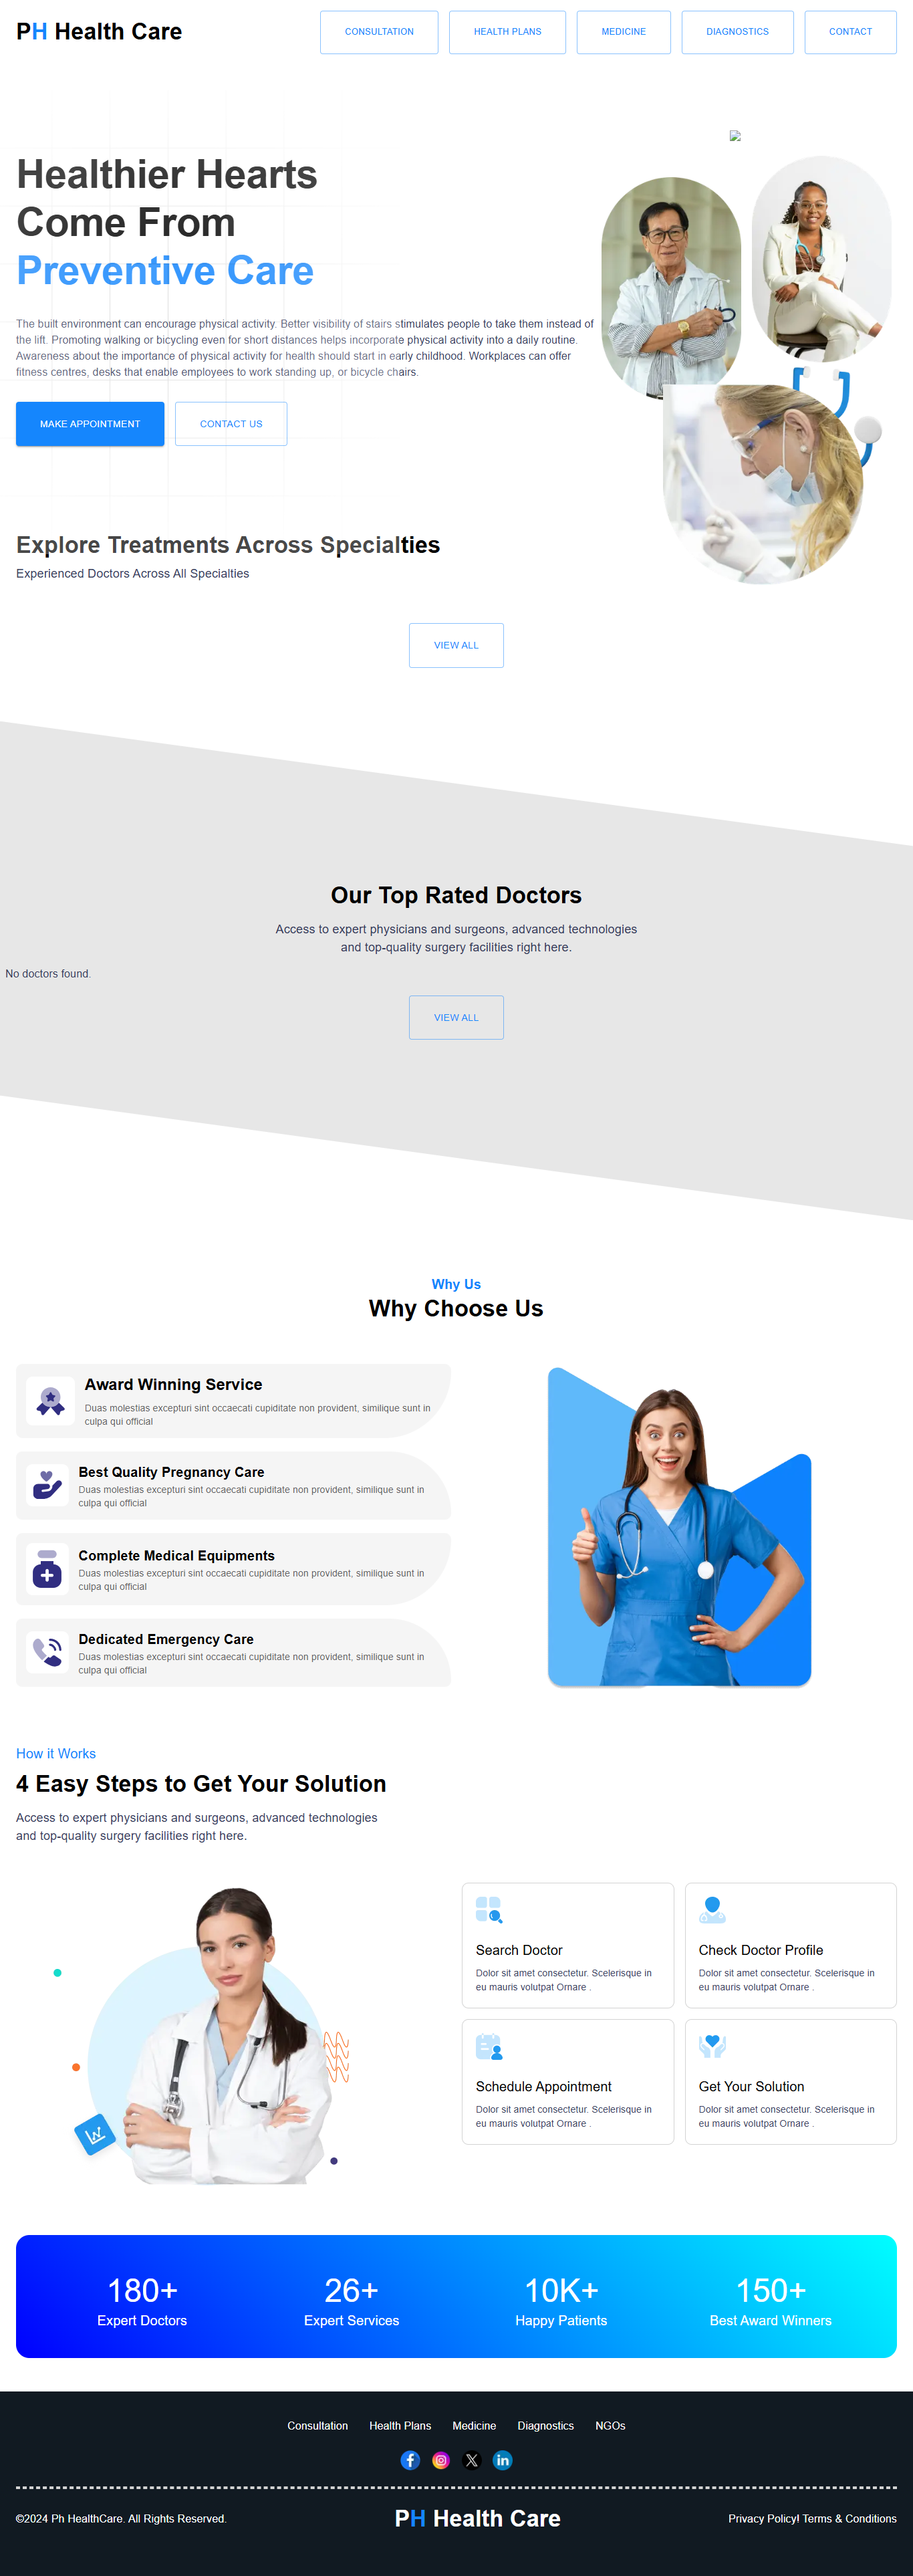 PH Health Care
CONSULTATION
HEALTH PLANS
MEDICINE
DIAGNOSTICS
CONTACT
Healthier Hearts
Come From
Preventive Care
The built environment can encourage physical activity. Better visibility of stairs stimulates people to take them instead of
the lift. Promoting walking or bicycling even for short distances helps incorporate physical activity into a daily routine.
Awareness about the importance of physical activity for health should start in early childhood. Workplaces can offer
fitness centres, desks that enable employees to work standing up, or bicycle chairs.
MAKE APPOINTMENT
CONTACT US
Explore Treatments Across Specialties
Experienced Doctors Across All Specialties
VIEW ALL
Our Top Rated Doctors
Access to expert physicians and surgeons, advanced technologies
and top-quality surgery facilities right here.
No doctors found.
VIEW ALL
Why Us
Why Choose Us
Award Winning Service
Duas molestias excepturi sint occaecati cupiditate non provident, similique sunt in
culpa qui official
Best Quality Pregnancy Care
Duas molestias excepturi sint occaecati cupiditate non provident, similique sunt in
culpa qui official
Complete Medical Equipments
Duas molestias excepturi sint occaecati cupiditate non provident, similique sunt in
culpa qui official
Dedicated Emergency Care
Duas molestias excepturi sint occaecati cupiditate non provident, similique sunt in
culpa qui official
How it Works
4 Easy Steps to Get Your Solution
Access to expert physicians and surgeons, advanced technologies
and top-quality surgery facilities right here.
Search Doctor
Dolor sit amet consectetur. Scelerisque in
eu mauris volutpat Ornare .
Check Doctor Profile
Dolor sit amet consectetur. Scelerisque in
eu mauris volutpat Ornare .
Schedule Appointment
Dolor sit amet consectetur. Scelerisque in
eu mauris volutpat Ornare .
Get Your Solution
Dolor sit amet consectetur. Scelerisque in
eu mauris volutpat Ornare .
180+
Expert Doctors
26+
Expert Services
10K+
Happy Patients
150+
Best Award Winners
Consultation
Health Plans
Medicine
Diagnostics
NGOs
©2024 Ph HealthCare. All Rights Reserved.
PH Health Care
Privacy Policy! Terms & Conditions